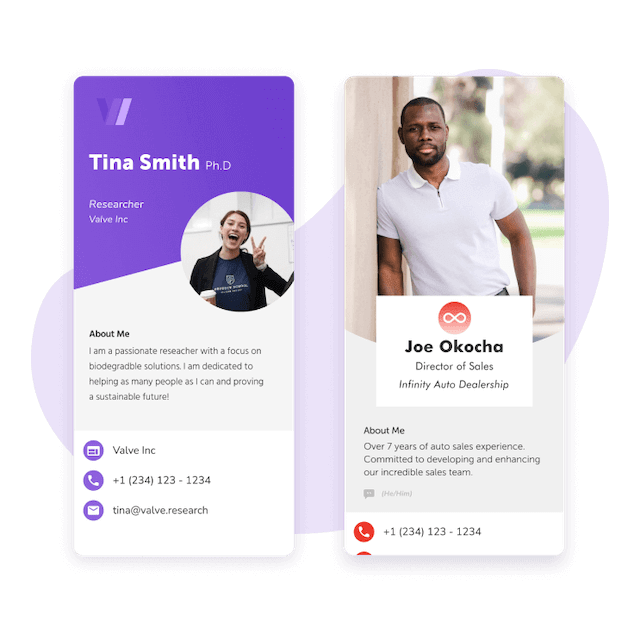 Tina Smith Ph.D
Researcher
Valve Inc
About Me
I am a passionate reseacher with a focus on
biodegradble solutions. I am dedicated to
helping as many people as I can and proving
a sustainable future!
Valve Inc
+1 (234) 123 - 1234
tina@valve.research
Joe Okocha
Director of Sales
Infinity Auto Dealership
About Me
Over 7 years of auto sales experience.
Committed to developing and enhancing
our incredible sales team.
(He/Him)
+1 (234) 123 - 1234